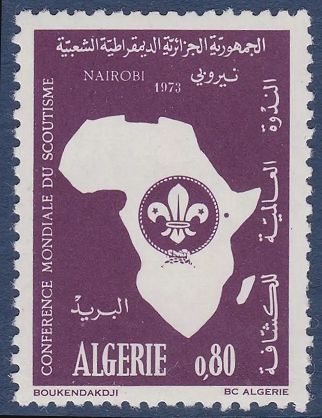 الجمهورية الجزائرية الديمقراطية الشعبية
NAIROBI نيروبي
1973
CONFERENCE MONDIALE DU SCOUTISME
الندوة العالمية للكشافة
البريد
ALGERIE 0,80
BOUKENDAKDJI BC ALGERIE